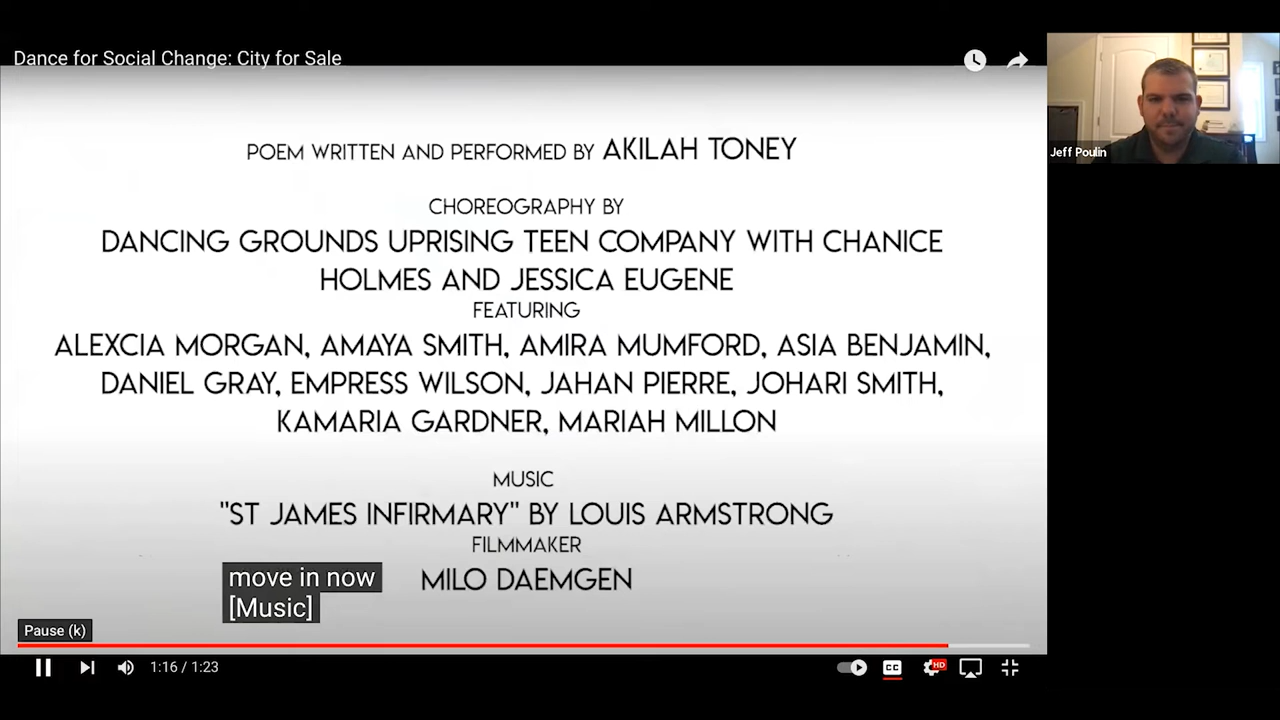 Dance for Social Change: City for Sale
POEM WRITTEN AND PERFORMED BY AKILAH TONEY
CHOREOGRAPHY BY
DANCING GROUNDS UPRISING TEEN COMPANY WITH CHANICE
HOLMES AND JESSICA EUGENE
FEATURING
ALEXCIA MORGAN, AMAYA SMITH, AMIRA MUMFORD, ASIA BENJAMIN,
DANIEL GRAY, EMPRESS WILSON, JAHAN PIERRE, JOHARI SMITH,
KAMARIA GARDNER, MARIAH MILLON
MUSIC
"ST JAMES INFIRMARY" BY LOUIS ARMSTRONG
FILMMAKER
MILO DAEMGEN
move in now
[Music]
Pause (k)
1:16 / 1:23
CC
HD
Jeff Poulin